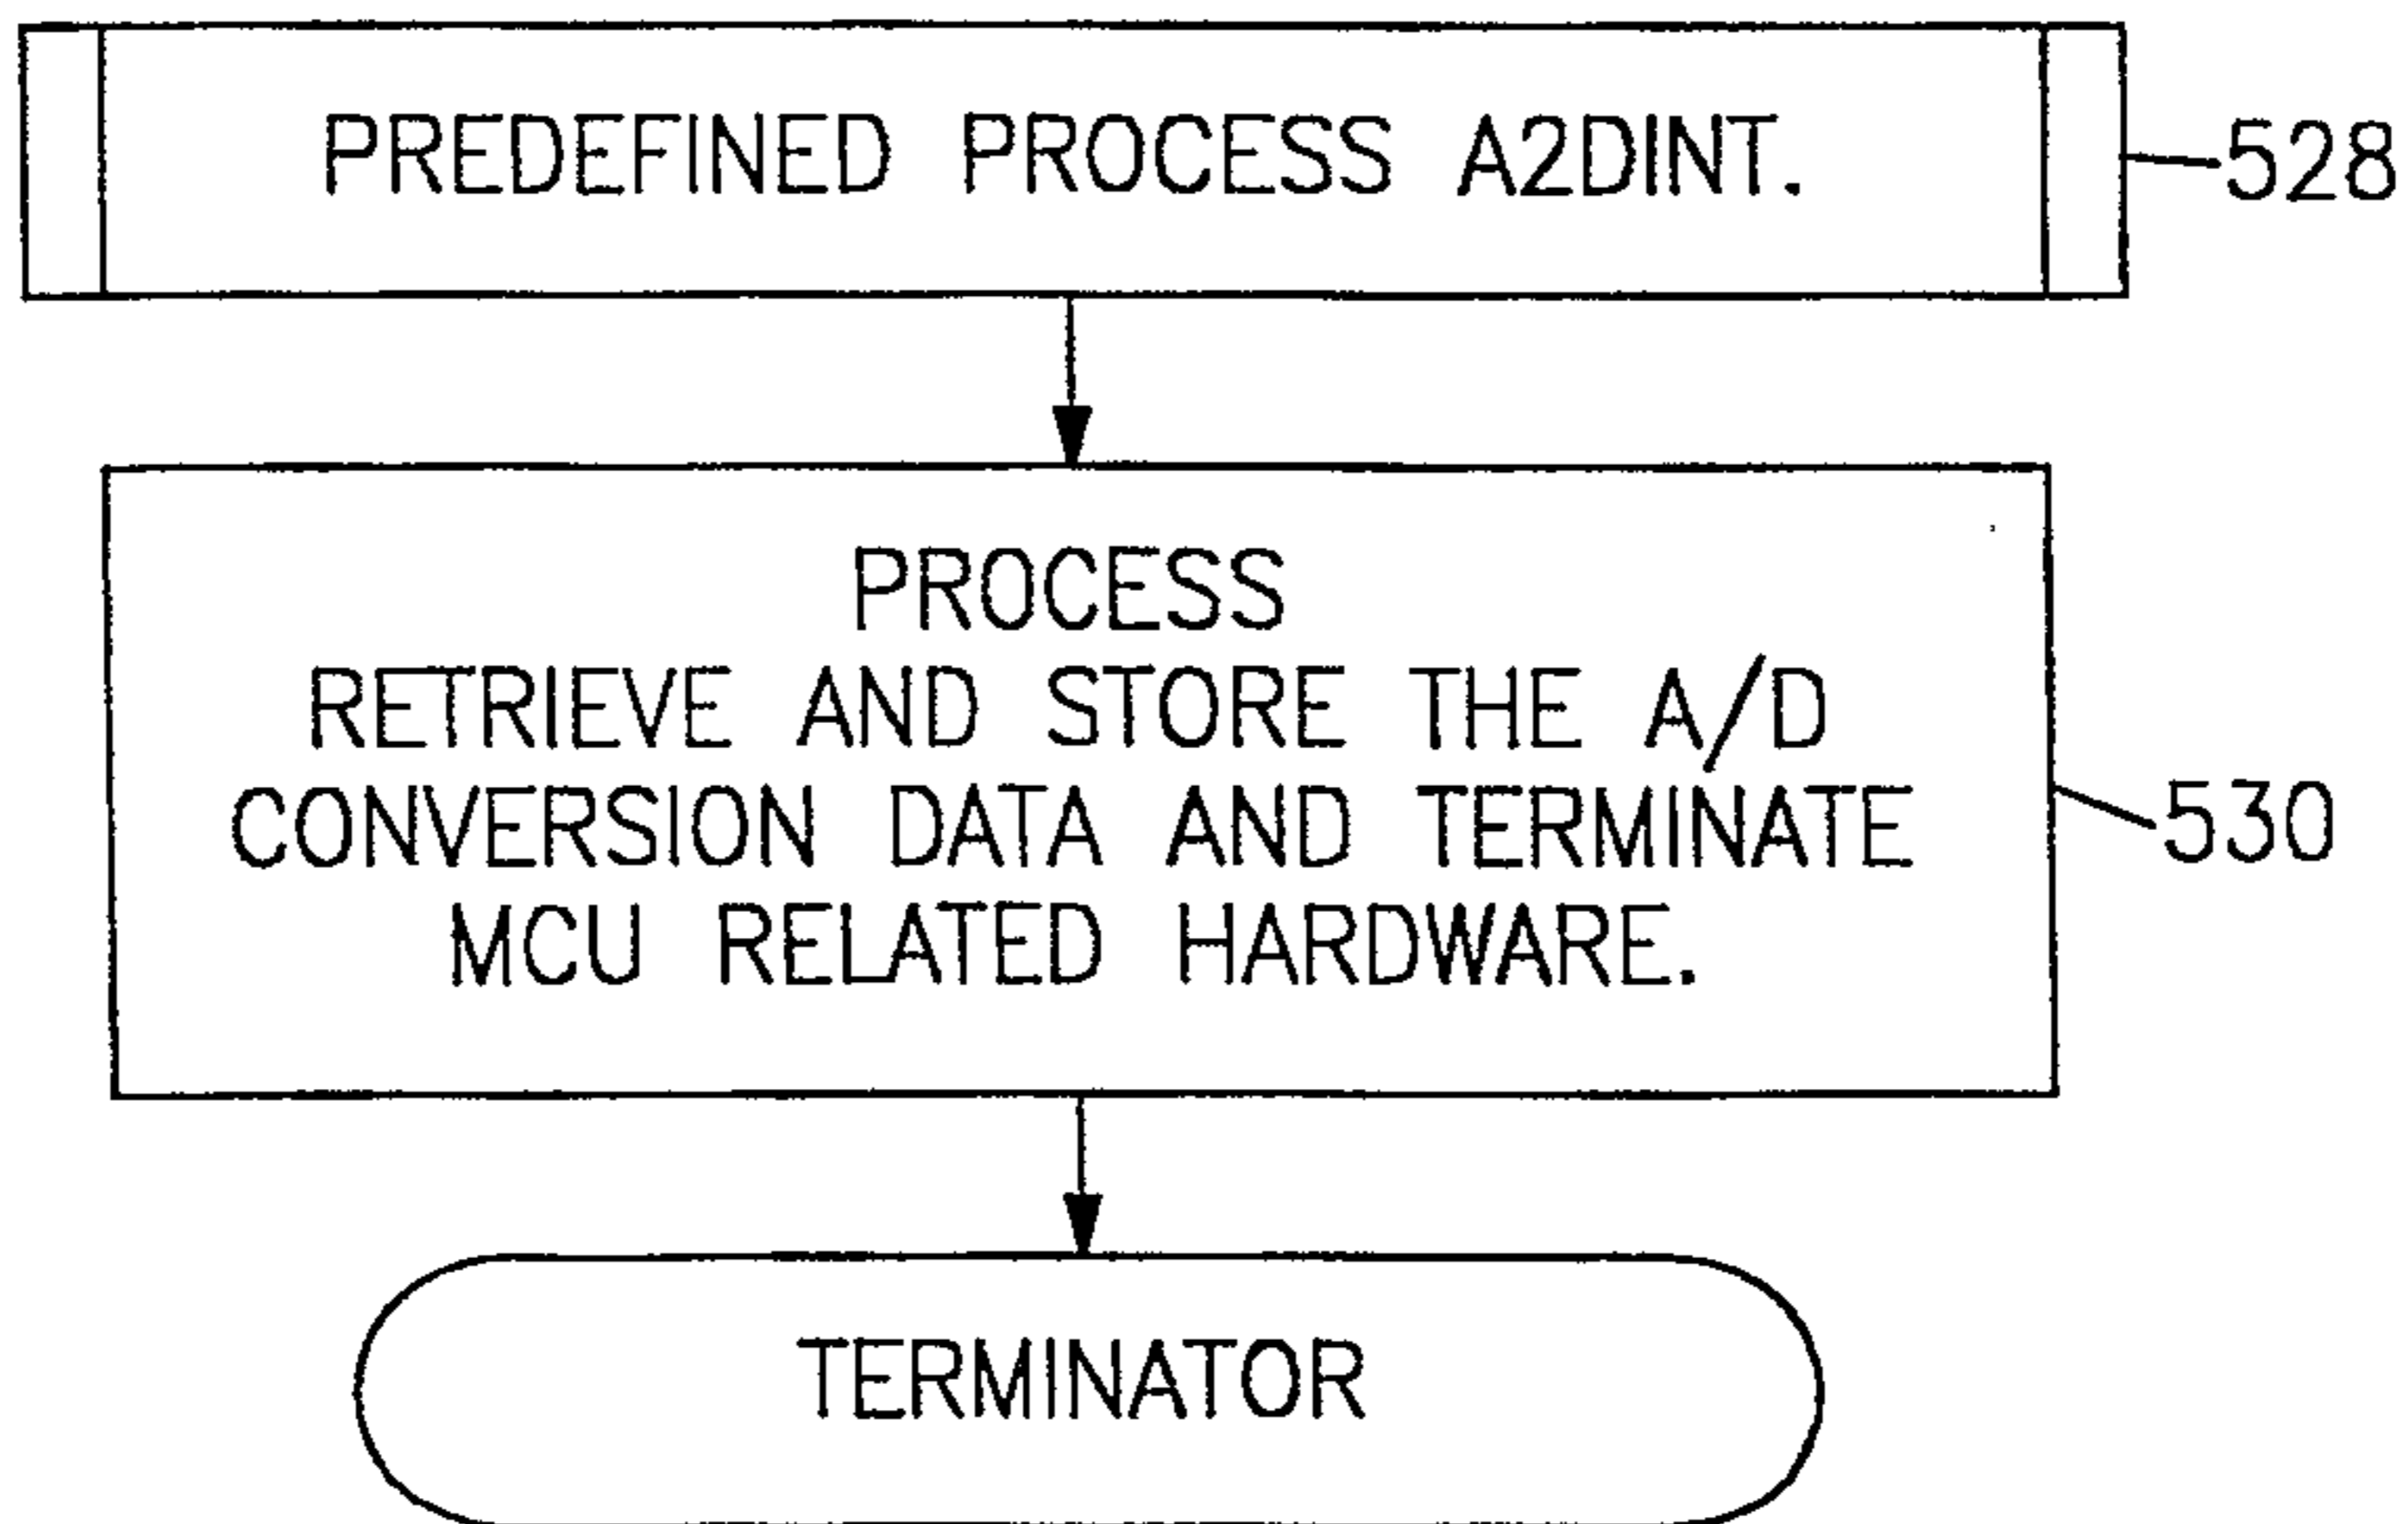 PREDEFINED PROCESS A2DINT.
528
PROCESS
RETRIEVE AND STORE THE A/D
CONVERSION DATA AND TERMINATE
MCU RELATED HARDWARE.
530
TERMINATOR